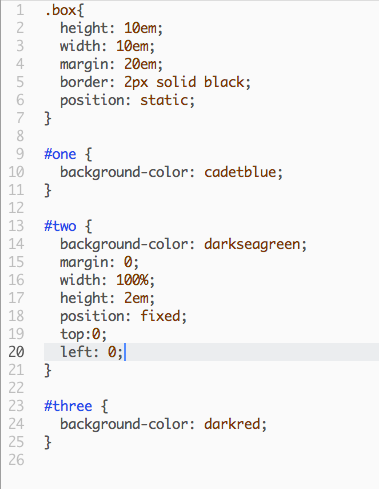 1 .box{
2   height: 10em;
3   width: 10em;
4   margin: 20em;
5   border: 2px solid black;
6   position: static;
7 }
8
9 #one {
10   background-color: cadetblue;
11 }
12
13 #two {
14   background-color: darkseagreen;
15   margin: 0;
16   width: 100%;
17   height: 2em;
18   position: fixed;
19   top:0;
20   left: 0;
21 }
22
23 #three {
24   background-color: darkred;
25 }
26